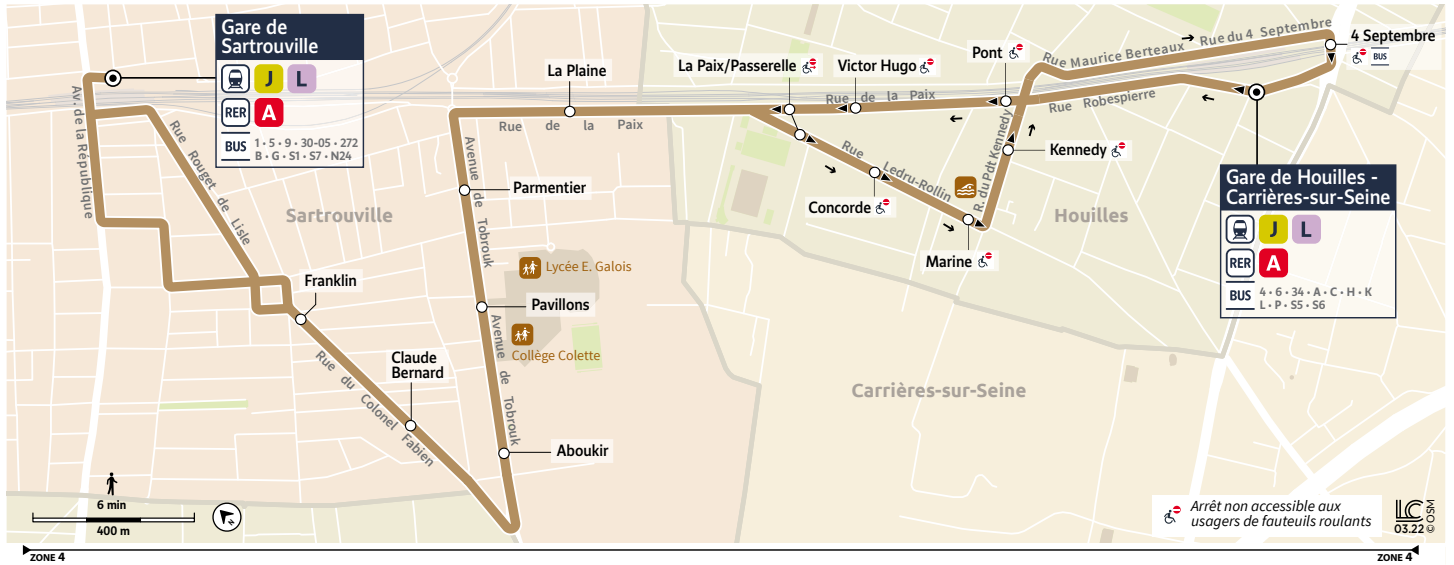 Gare de
Sartrouville
J L
RER A
BUS 1 • 5 • 9 • 30-05 • 272
B • G • S1 • S7 • N24
Av. de la République
Rue Rouget de Lisle
Sartrouville
Franklin
Rue du Colonel Fabien
Claude
Bernard
Aboukir
Avenue de Tobrouk
Pavillons
Lycée E. Galois
Collège Colette
Avenue de Tobrouk
Parmentier
La Plaine
Rue de la Paix
La Paix/Passerelle
Victor Hugo
Rue de la Paix
Pont
Rue Maurice Berteaux
Rue du 4 Septembre
4 Septembre
BUS
Rue Robespierre
Kennedy
R. du Pdt Kennedy
Rue Ledru-Rollin
Concorde
Marine
Houilles
Gare de Houilles -
Carrières-sur-Seine
J L
RER A
BUS 4 • 6 • 34 • A • C • H • K
L • P • S5 • S6
Carrières-sur-Seine
6 min
400 m
N
Arrêt non accessible aux
usagers de fauteuils roulants
LC
03.22
© OSM
ZONE 4
ZONE 4